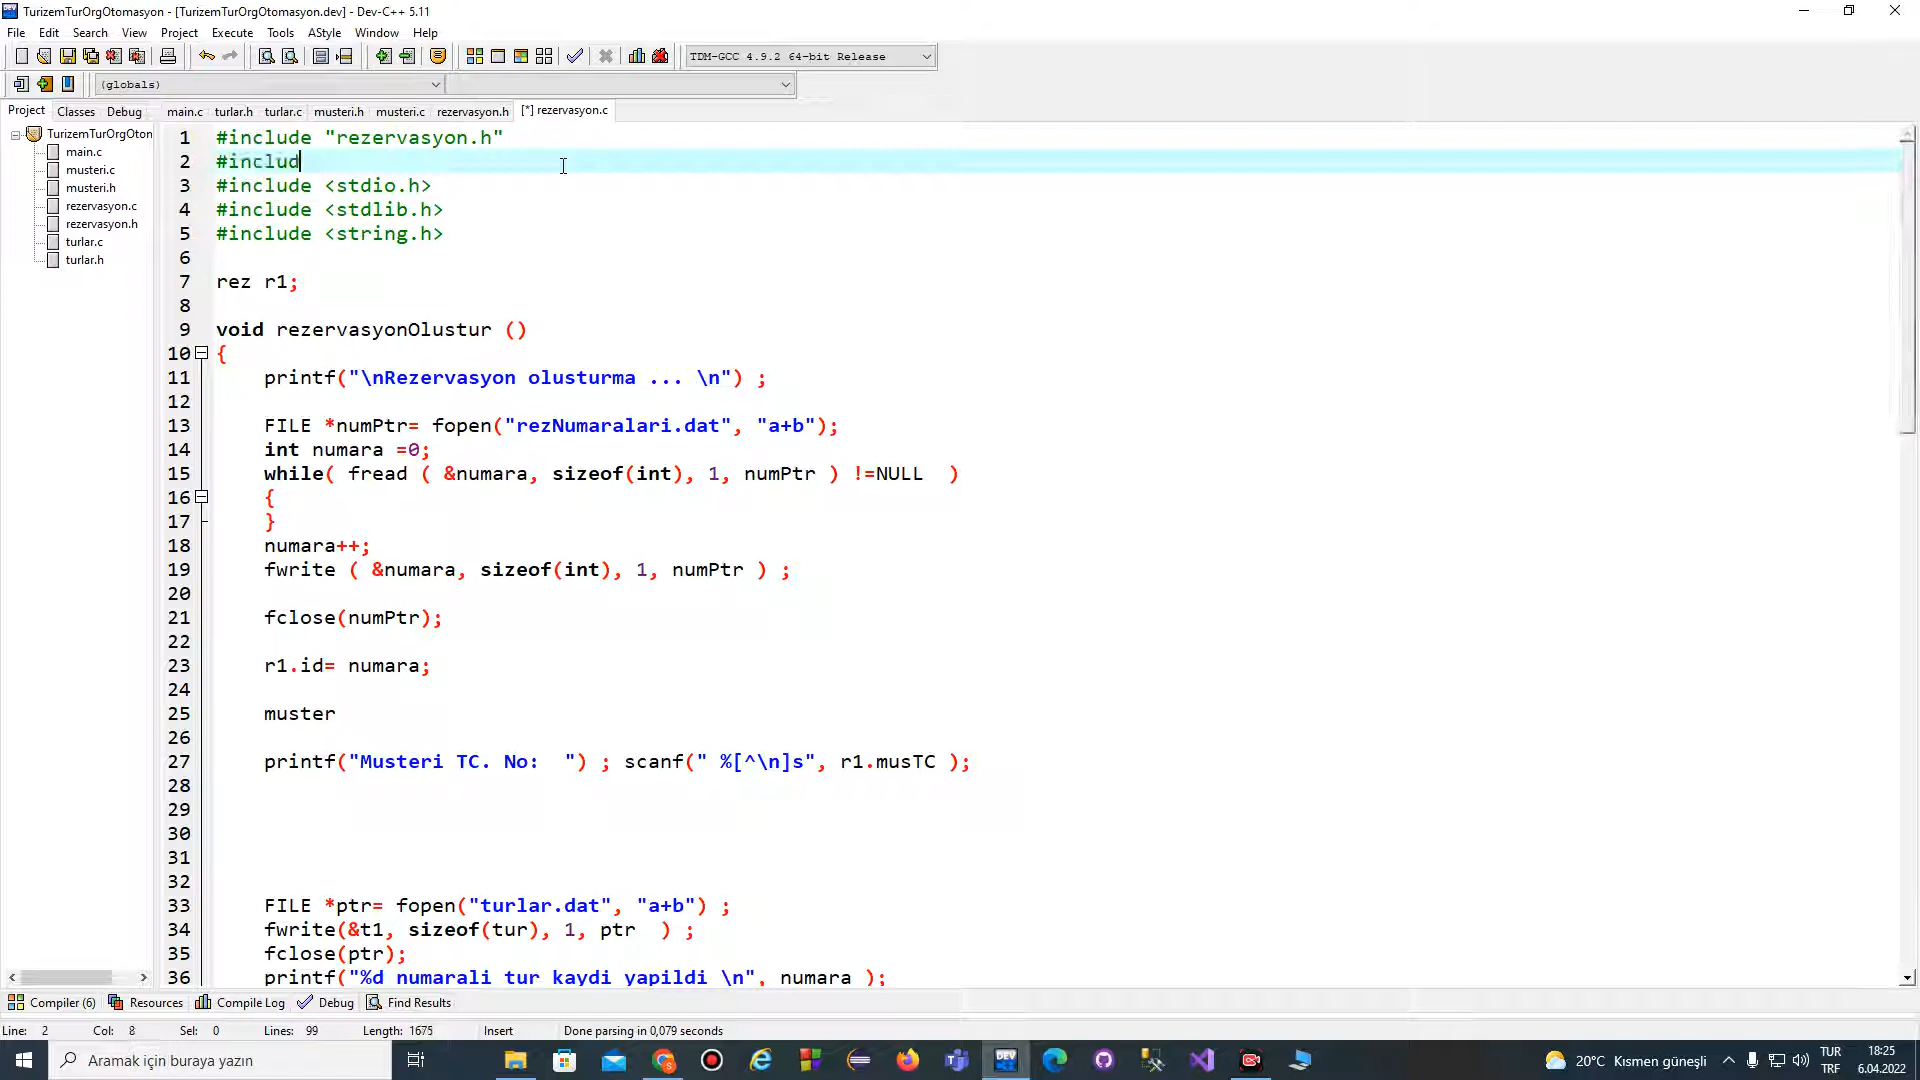 TurizemTurOrgOtomasyon - [TurizemTurOrgOtomasyon.dev] - Dev-C++ 5.11
File Edit Search View Project Execute Tools AStyle Window Help
TDM-GCC 4.9.2 64-bit Release
(globals)
Project Classes Debug main.c turlar.h turlar.c musteri.h musteri.c rezervasyon.h [*] rezervasyon.c
TurizemTurOrgOton
main.c
musteri.c
musteri.h
rezervasyon.c
rezervasyon.h
turlar.c
turlar.h
1 #include "rezervasyon.h"
2 #includ
3 #include <stdio.h>
4 #include <stdlib.h>
5 #include <string.h>
6
7 rez r1;
8
9 void rezervasyonOlustur ()
10 {
11 printf("\nRezervasyon olusturma ... \n") ;
12
13 FILE *numPtr= fopen("rezNumaralari.dat", "a+b");
14 int numara =0;
15 while( fread ( &numara, sizeof(int), 1, numPtr ) !=NULL )
16 {
17 }
18 numara++;
19 fwrite ( &numara, sizeof(int), 1, numPtr ) ;
20
21 fclose(numPtr);
22
23 r1.id= numara;
24
25 muster
26
27 printf("Musteri TC. No: ") ; scanf(" %[^\n]s", r1.musTC );
28
29
30
31
32
33 FILE *ptr= fopen("turlar.dat", "a+b") ;
34 fwrite(&t1, sizeof(tur), 1, ptr ) ;
35 fclose(ptr);
36 printf("%d numarali tur kaydi yapildi \n", numara );
Compiler (6) Resources Compile Log Debug Find Results
Line: 2 Col: 8 Sel: 0 Lines: 99 Length: 1675 Insert Done parsing in 0,079 seconds
Aramak için buraya yazın
20°C Kısmen güneşli
TUR
TRF
18:25
6.04.2022